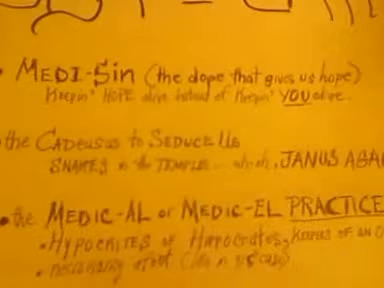 • MEDI-Sin (the dope that gives us hope)
Keepin' HOPE alive instead of Keepin' YOU alive.
the CADEUSUS to SEDUCE Us
SNAKES in the TEMPLE JANUS
• the MEDIC-AL or MEDIC-EL PRACTICE
• HYPOCRITES of Hippocrates, of an
•